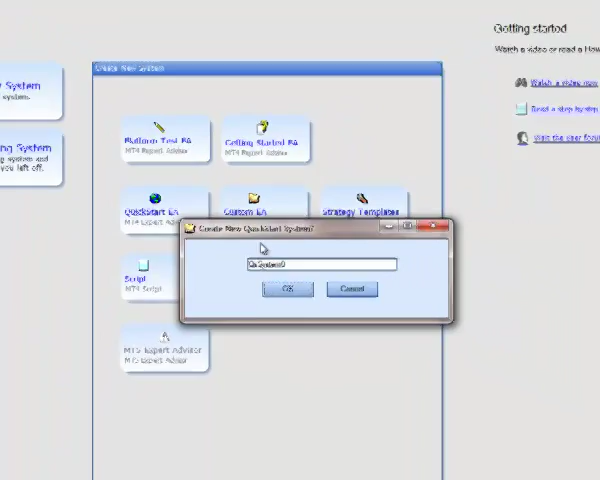 Getting started
Watch a video or read a How
Watch a video now
Read a step by step
Visit the user forum
System
system.
ng System
ng system and
you left off.
Create New System
Platform Test EA
MT4 Expert Advisor
Getting Started EA
MT4 Expert Advisor
QuickStart EA
MT4 Expert Advisor
Custom EA
Strategy Templates
Script
MT4 Script
MT5 Expert Advisor
MT5 Expert Advisor
Create New QuickStart System?
OK
Cancel